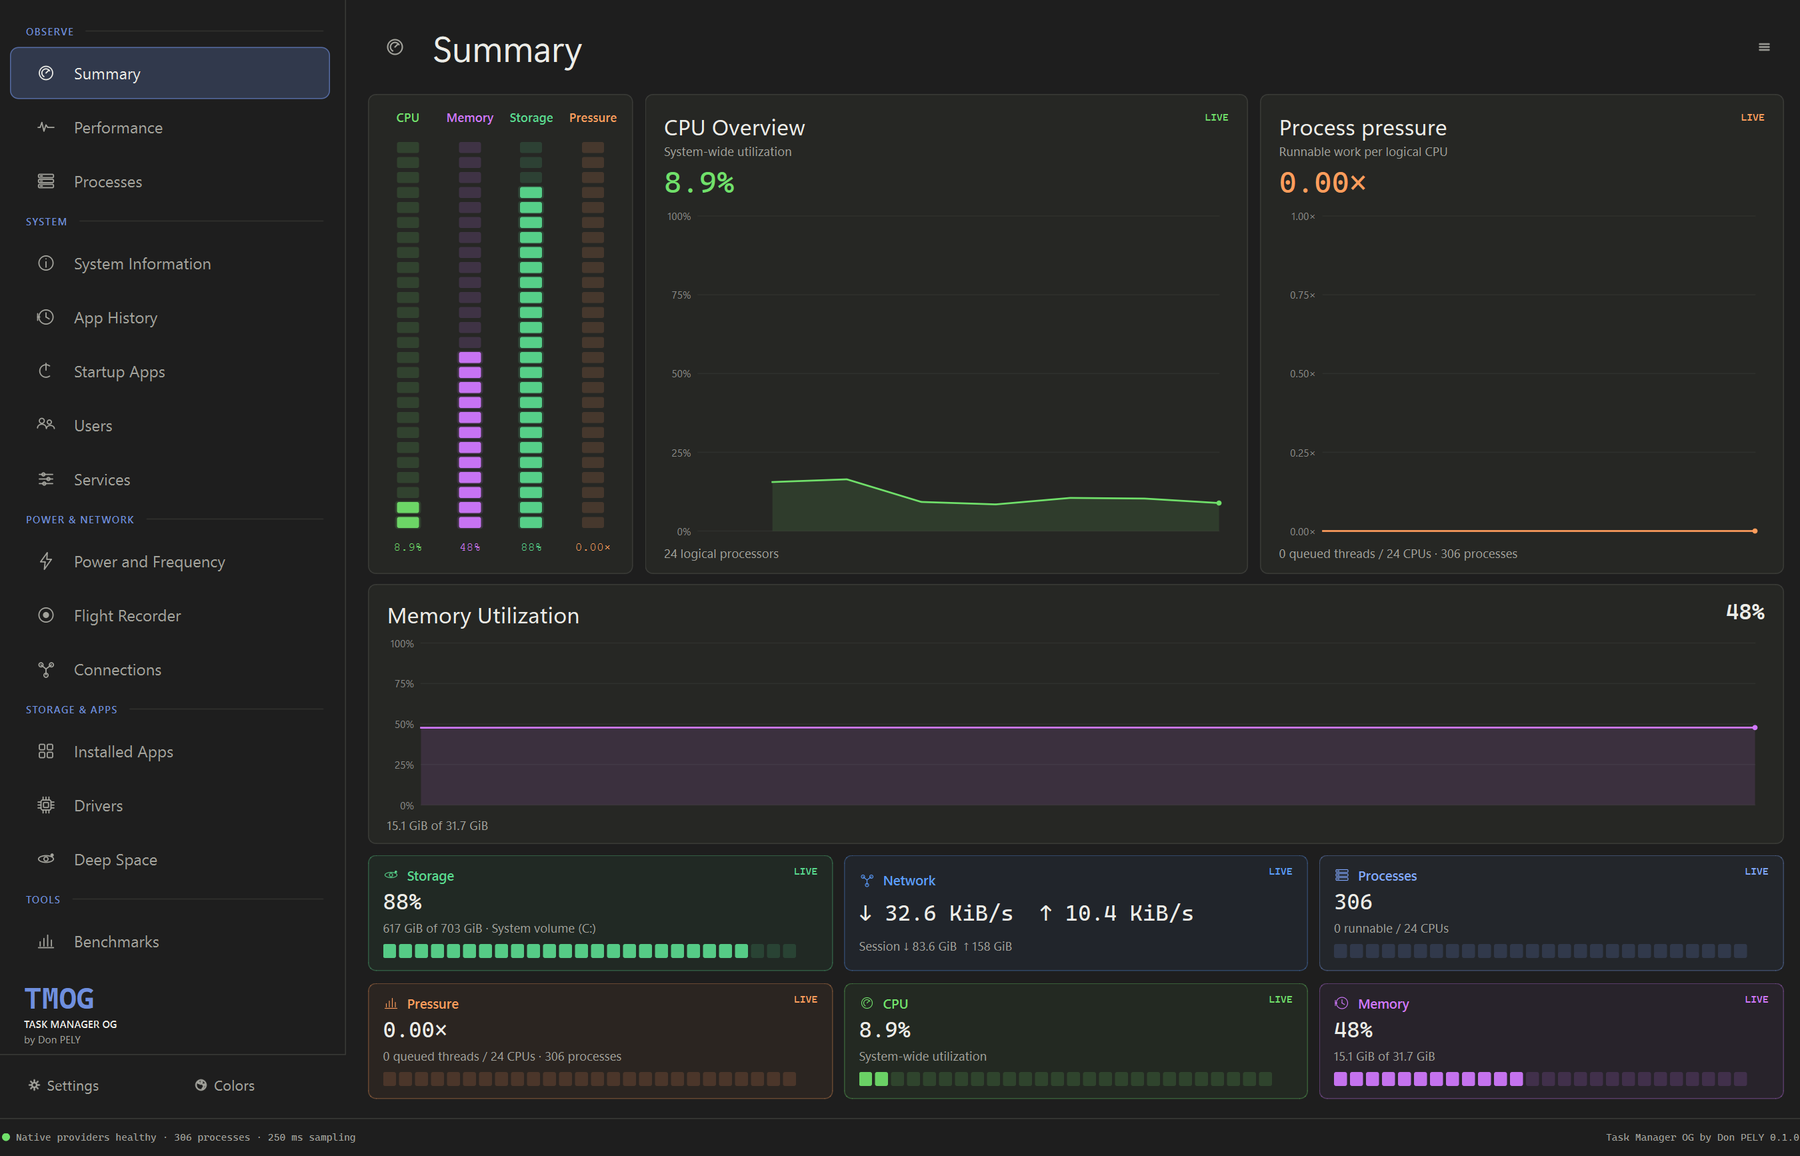 OBSERVE
Summary
Performance
Processes
SYSTEM
System Information
App History
Startup Apps
Users
Services
POWER & NETWORK
Power and Frequency
Flight Recorder
Connections
STORAGE & APPS
Installed Apps
Drivers
Deep Space
TOOLS
Benchmarks
TMOG
TASK MANAGER OG
by Don PELY
Settings
Colors
Summary
CPU Memory Storage Pressure
8.9% 48% 88% 0.00×
CPU Overview
LIVE
System-wide utilization
8.9%
100%
75%
50%
25%
0%
24 logical processors
Process pressure
LIVE
Runnable work per logical CPU
0.00×
1.00×
0.75×
0.50×
0.25×
0.00×
0 queued threads / 24 CPUs · 306 processes
Memory Utilization
48%
100%
75%
50%
25%
0%
15.1 GiB of 31.7 GiB
Storage
LIVE
88%
617 GiB of 703 GiB · System volume (C:)
Network
LIVE
↓ 32.6 KiB/s ↑ 10.4 KiB/s
Session ↓ 83.6 GiB ↑ 158 GiB
Processes
LIVE
306
0 runnable / 24 CPUs
Pressure
LIVE
0.00×
0 queued threads / 24 CPUs · 306 processes
CPU
LIVE
8.9%
System-wide utilization
Memory
LIVE
48%
15.1 GiB of 31.7 GiB
Native providers healthy · 306 processes · 250 ms sampling
Task Manager OG by Don PELY 0.1.0